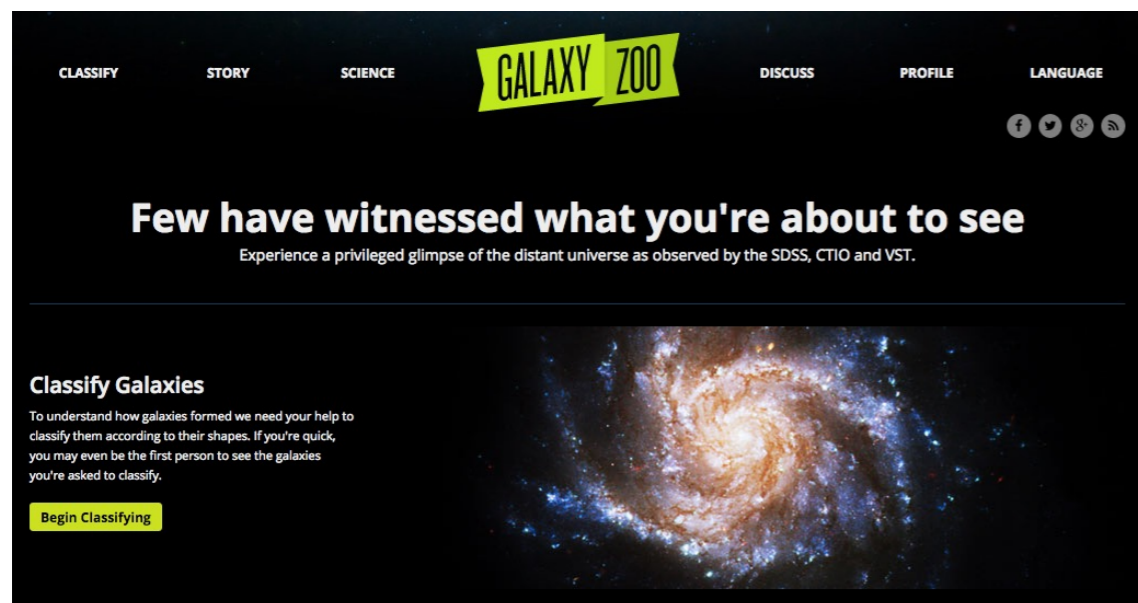 CLASSIFY STORY SCIENCE GALAXY ZOO DISCUSS PROFILE LANGUAGE
Few have witnessed what you're about to see
Experience a privileged glimpse of the distant universe as observed by the SDSS, CTIO and VST.
Classify Galaxies
To understand how galaxies formed we need your help to
classify them according to their shapes. If you're quick,
you may even be the first person to see the galaxies
you're asked to classify.
Begin Classifying